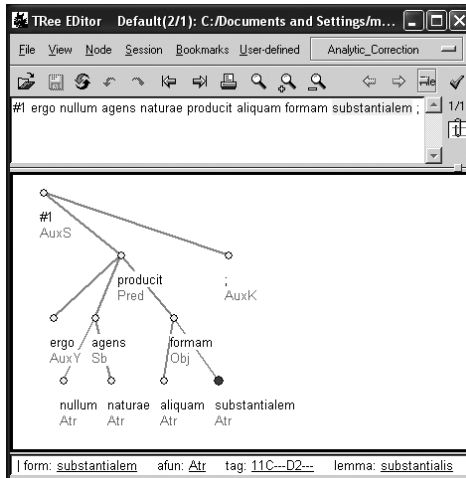 TRee EDitor Default(2/1): C:/Documents and Settings/m...
File View Node Session Bookmarks User-defined Analytic_Correction
#1 ergo nullum agens naturae producit aliquam formam substantialem ;
1/1
#1
AuxS
producit ;
Pred AuxK
ergo agens formam
AuxY Sb Obj
nullum naturae aliquam substantialem
Atr Atr Atr Atr
form: substantialem afun: Atr tag: 11C---D2--- lemma: substantialis